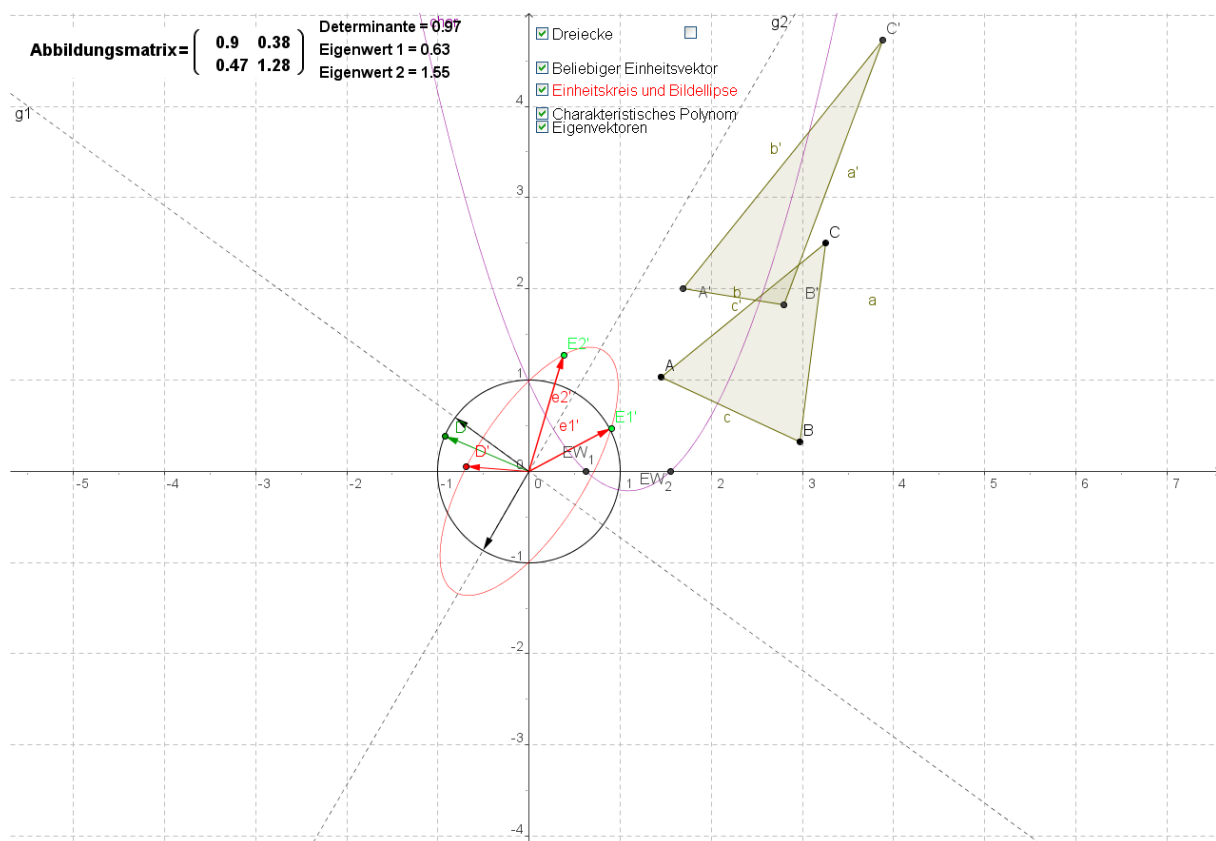 Abbildungsmatrix=
0.9 0.38
0.47 1.28
Determinante = 0.97
Eigenwert 1 = 0.63
Eigenwert 2 = 1.55
Dreiecke
Beliebiger Einheitsvektor
Einheitskreis und Bildellipse
Charakteristisches Polynom
Eigenvektoren
g1
g2
C'
b'
a'
C
A'
b
c'
B'
a
A
c
B
E2'
e2'
E1'
e1'
D
D'
EW1
EW2
4
3
2
1
0
-1
-2
-3
-4
-5 -4 -3 -2 -1 0 1 2 3 4 5 6 7